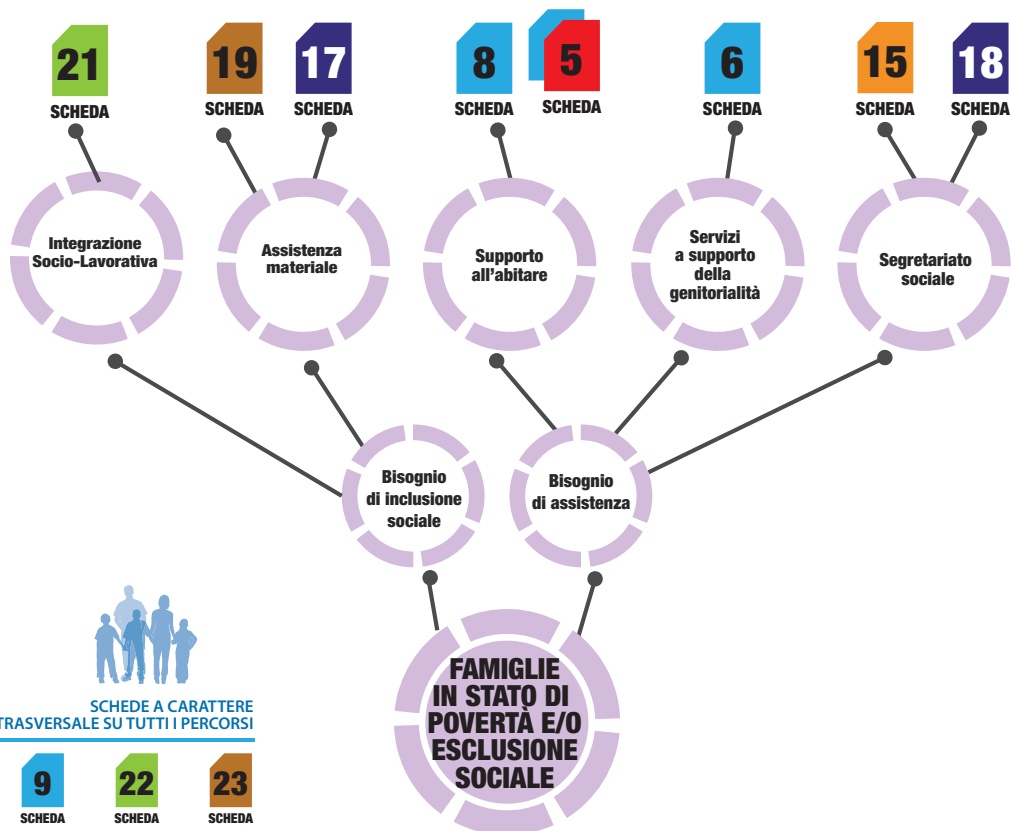 21
SCHEDA
19
SCHEDA
17
SCHEDA
8
SCHEDA
5
SCHEDA
6
SCHEDA
15
SCHEDA
18
SCHEDA
Integrazione
Socio-Lavorativa
Assistenza
materiale
Supporto
all'abitare
Servizi
a supporto
della
genitorialità
Segretariato
sociale
Bisognio
di inclusione
sociale
Bisognio
di assistenza
FAMIGLIE
IN STATO DI
POVERTÀ E/O
ESCLUSIONE
SOCIALE
SCHEDE A CARATTERE
TRASVERSALE SU TUTTI I PERCORSI
9
SCHEDA
22
SCHEDA
23
SCHEDA